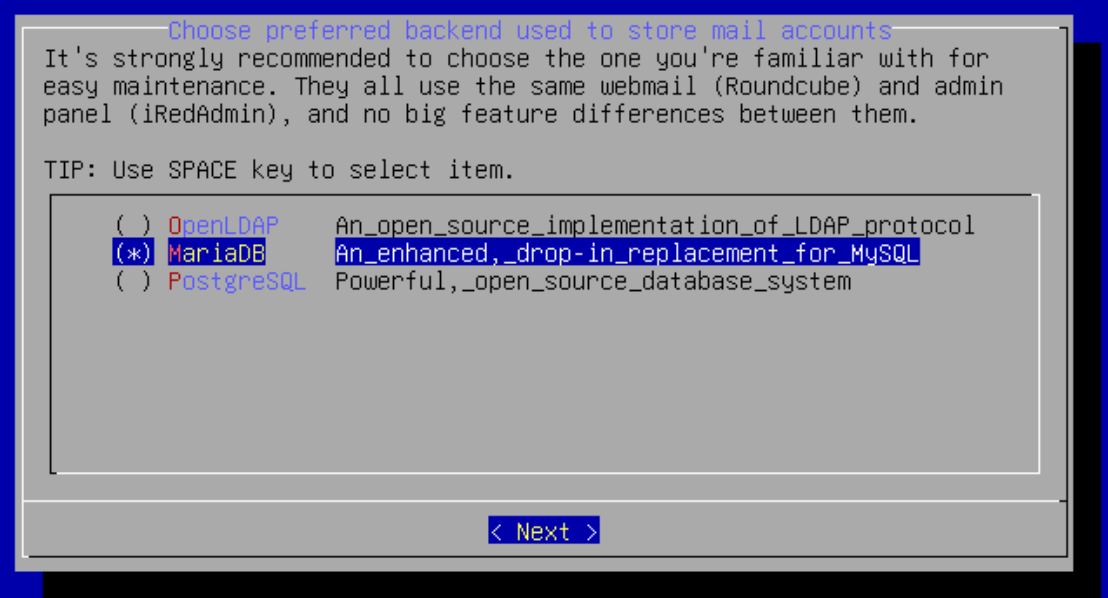 Choose preferred backend used to store mail accounts
It's strongly recommended to choose the one you're familiar with for
easy maintenance. They all use the same webmail (Roundcube) and admin
panel (iRedAdmin), and no big feature differences between them.
TIP: Use SPACE key to select item.
( ) OpenLDAP An_open_source_implementation_of_LDAP_protocol
(*) MariaDB An_enhanced,_drop-in_replacement_for_MySQL
( ) PostgreSQL Powerful,_open_source_database_system
< Next >